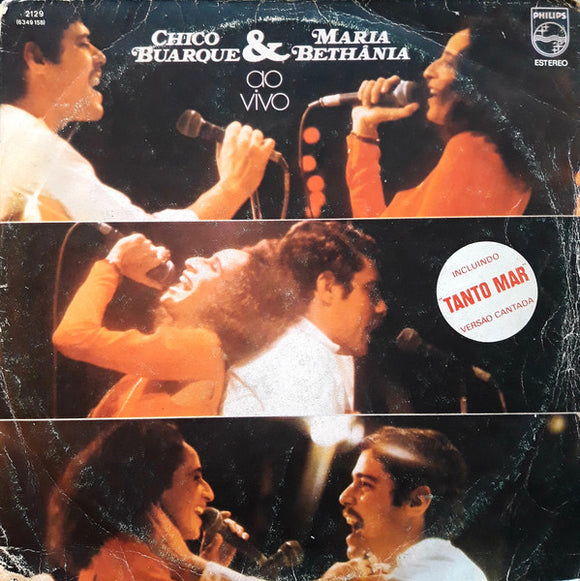 2129
(6349 158)
CHICO BUARQUE & MARIA BETHÂNIA
ao
vivo
PHILIPS
ESTEREO
INCLUINDO
"TANTO MAR"
VERSÃO CANTADA